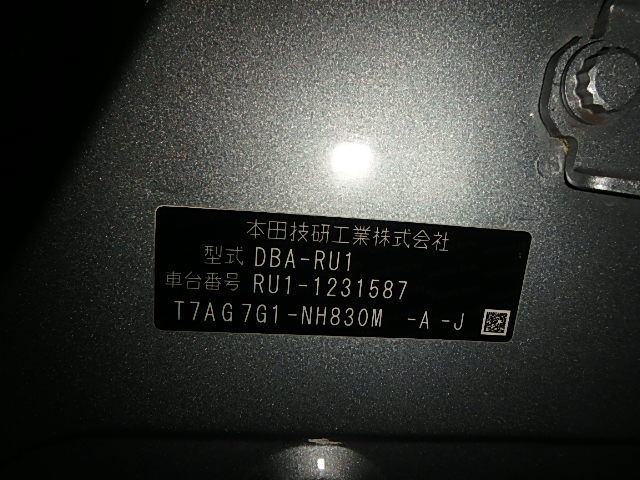 本田技研工業株式会社
型式 DBA-RU1
車台番号 RU1-1231587
T7AG7G1-NH830M -A-J